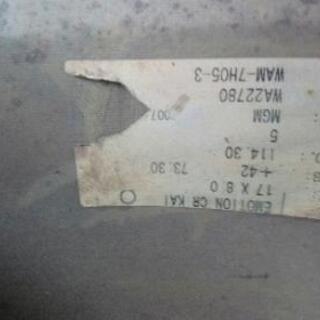 EMOTION CR KAI
17 X 8.0
+42 73.30
114.30
5
MGM
WA22780
WAM-7H05-3